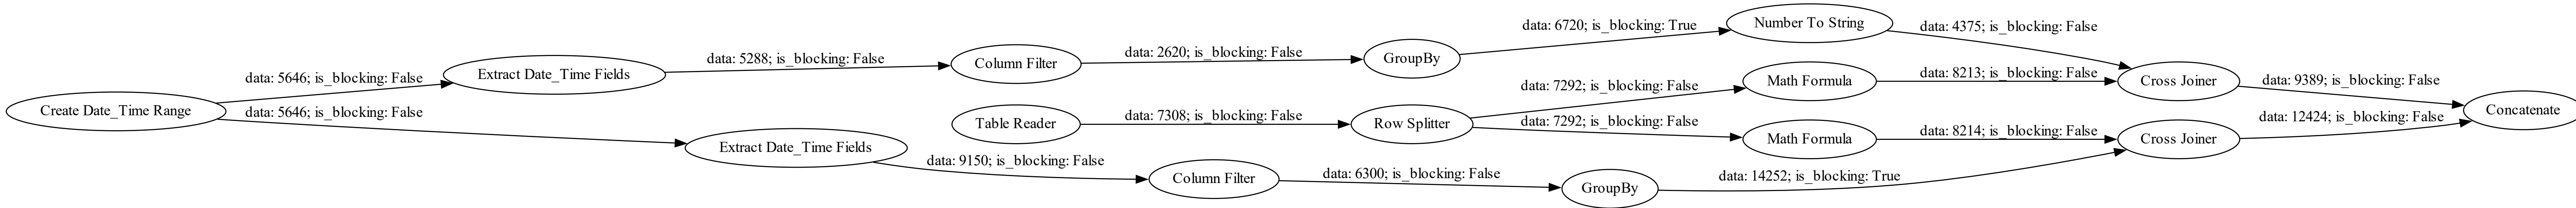 Create Date_Time Range
data: 5646; is_blocking: False
data: 5646; is_blocking: False
Extract Date_Time Fields
data: 5288; is_blocking: False
Extract Date_Time Fields
data: 9150; is_blocking: False
Column Filter
data: 2620; is_blocking: False
Table Reader
data: 7308; is_blocking: False
Column Filter
data: 6300; is_blocking: False
GroupBy
data: 6720; is_blocking: True
Row Splitter
data: 7292; is_blocking: False
data: 7292; is_blocking: False
GroupBy
data: 14252; is_blocking: True
Number To String
data: 4375; is_blocking: False
Math Formula
data: 8213; is_blocking: False
Math Formula
data: 8214; is_blocking: False
Cross Joiner
data: 9389; is_blocking: False
Cross Joiner
data: 12424; is_blocking: False
Concatenate